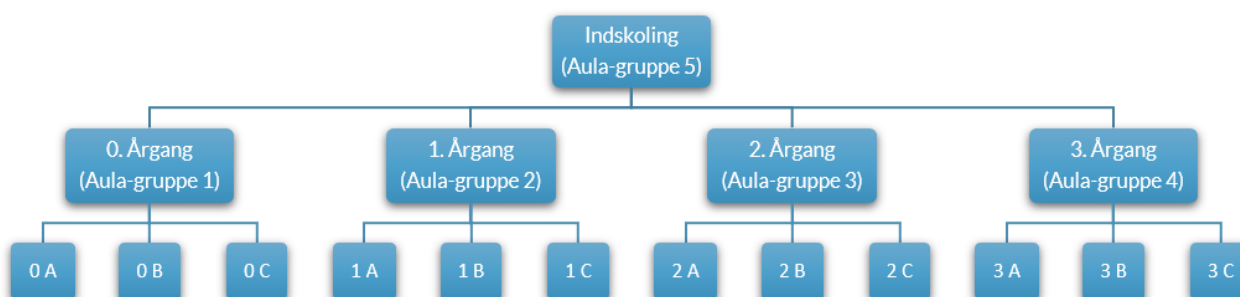 Indskoling
(Aula-gruppe 5)
0. Årgang
(Aula-gruppe 1)
1. Årgang
(Aula-gruppe 2)
2. Årgang
(Aula-gruppe 3)
3. Årgang
(Aula-gruppe 4)
0 A
0 B
0 C
1 A
1 B
1 C
2 A
2 B
2 C
3 A
3 B
3 C